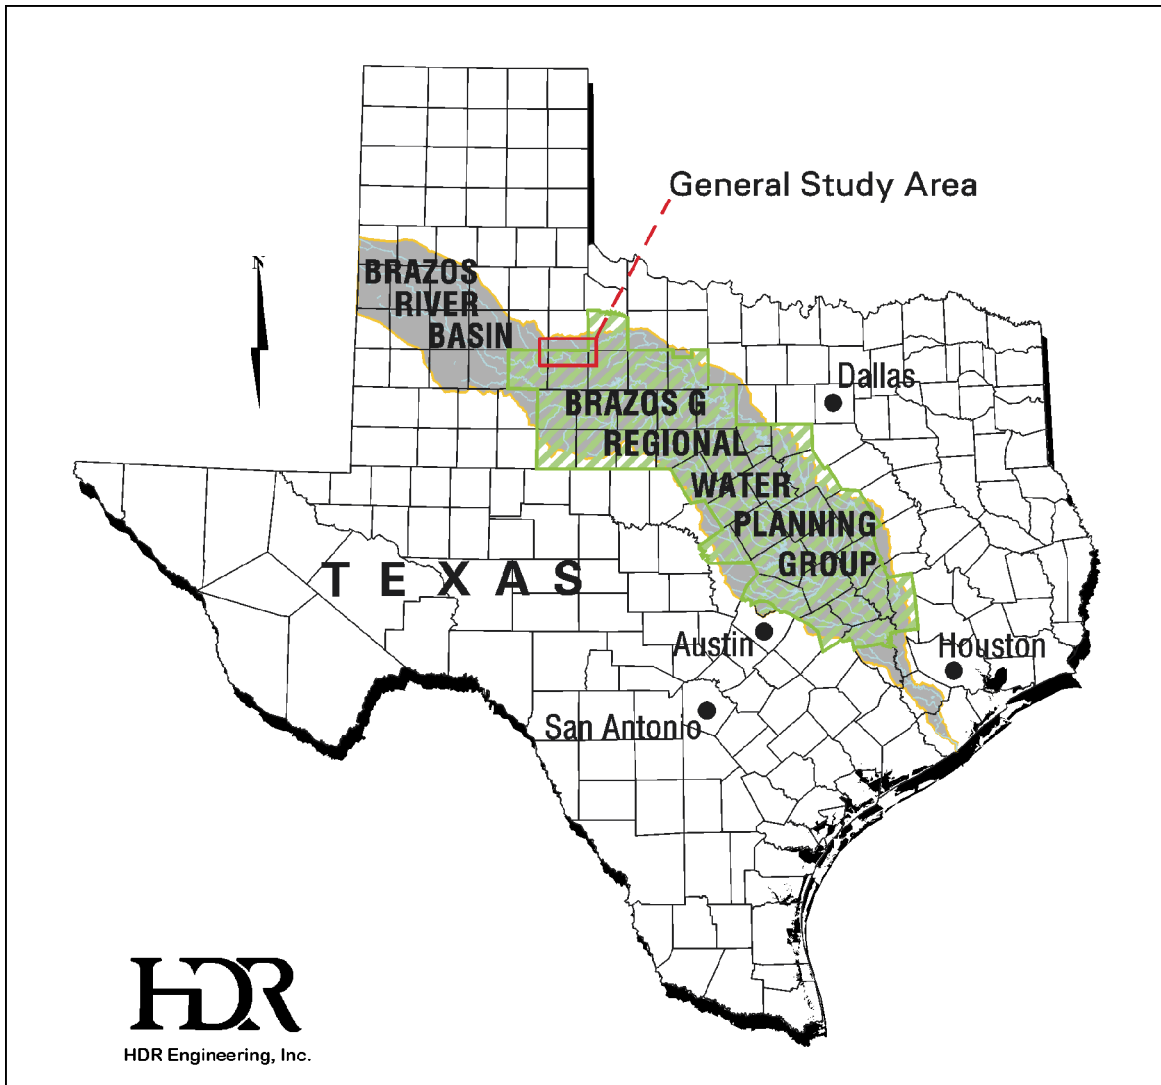 General Study Area
N
BRAZOS
RIVER
BASIN
Dallas
BRAZOS G
REGIONAL
WATER
PLANNING
GROUP
TEXAS
Austin
Houston
San Antonio
HDR
HDR Engineering, Inc.